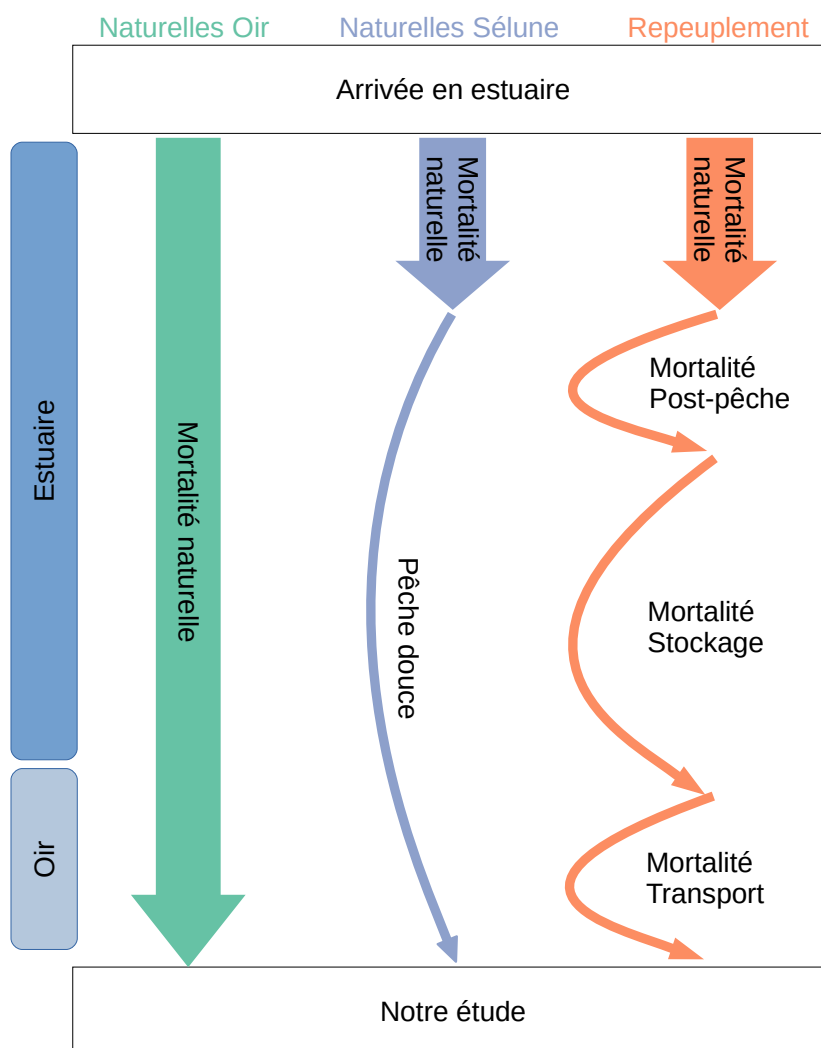 Naturelles Oir
Naturelles Sélune
Repeuplement
Arrivée en estuaire
Estuaire
Oir
Mortalité naturelle
Mortalité
naturelle
Pêche douce
Mortalité
naturelle
Mortalité
Post-pêche
Mortalité
Stockage
Mortalité
Transport
Notre étude